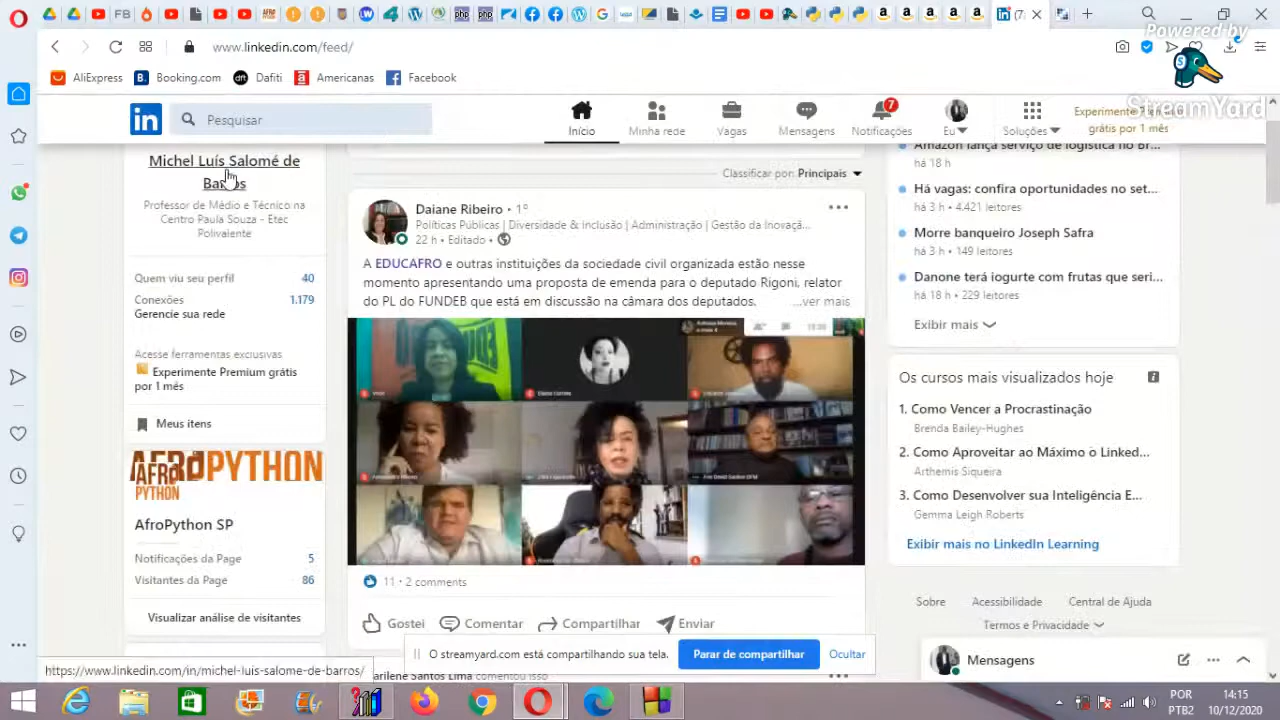 www.linkedin.com/feed/
Powered by
StreamYard
AliExpress
Booking.com
Dafiti
Americanas
Facebook
in
Pesquisar
Início
Minha rede
Vagas
Mensagens
7
Notificações
Eu
Soluções
grátis por 1 mês
Michel Luís Salomé de
Barros
Professor de Médio e Técnico na
Centro Paula Souza - Etec
Polivalente
Quem viu seu perfil 40
Conexões 1.179
Gerencie sua rede
Acesse ferramentas exclusivas
Experimente Premium grátis
por 1 mês
Meus itens
AFROPYTHON
AFRO
PYTHON
AfroPython SP
Notificações da Page 5
Visitantes da Page 86
Visualizar análise de visitantes
Classificar por: Principais
Daiane Ribeiro • 1º
Políticas Públicas | Diversidade & Inclusão | Administração | Gestão da Inovaçã...
22 h • Editado •
A EDUCAFRO e outras instituições da sociedade civil organizada estão nesse
momento apresentando uma proposta de emenda para o deputado Rigoni, relator
do PL do FUNDEB que está em discussão na câmara dos deputados. ...ver mais
11 • 2 comments
Gostei
Comentar
Compartilhar
Enviar
Marilene Santos Lima comentou isso
Amazon lança serviço de logística no Br...
há 18 h
Há vagas: confira oportunidades no set...
há 3 h • 4.421 leitores
Morre banqueiro Joseph Safra
há 3 h • 149 leitores
Danone terá iogurte com frutas que seri...
há 18 h • 229 leitores
Exibir mais
Os cursos mais visualizados hoje
1. Como Vencer a Procrastinação
Brenda Bailey-Hughes
2. Como Aproveitar ao Máximo o Linked...
Arthemis Siqueira
3. Como Desenvolver sua Inteligência E...
Gemma Leigh Roberts
Exibir mais no LinkedIn Learning
Sobre
Acessibilidade
Central de Ajuda
Termos e Privacidade
Mensagens
O streamyard.com está compartilhando sua tela.
Parar de compartilhar
Ocultar
https://www.linkedin.com/in/michel-luis-salome-de-barros/
POR
PTB2
14:15
10/12/2020